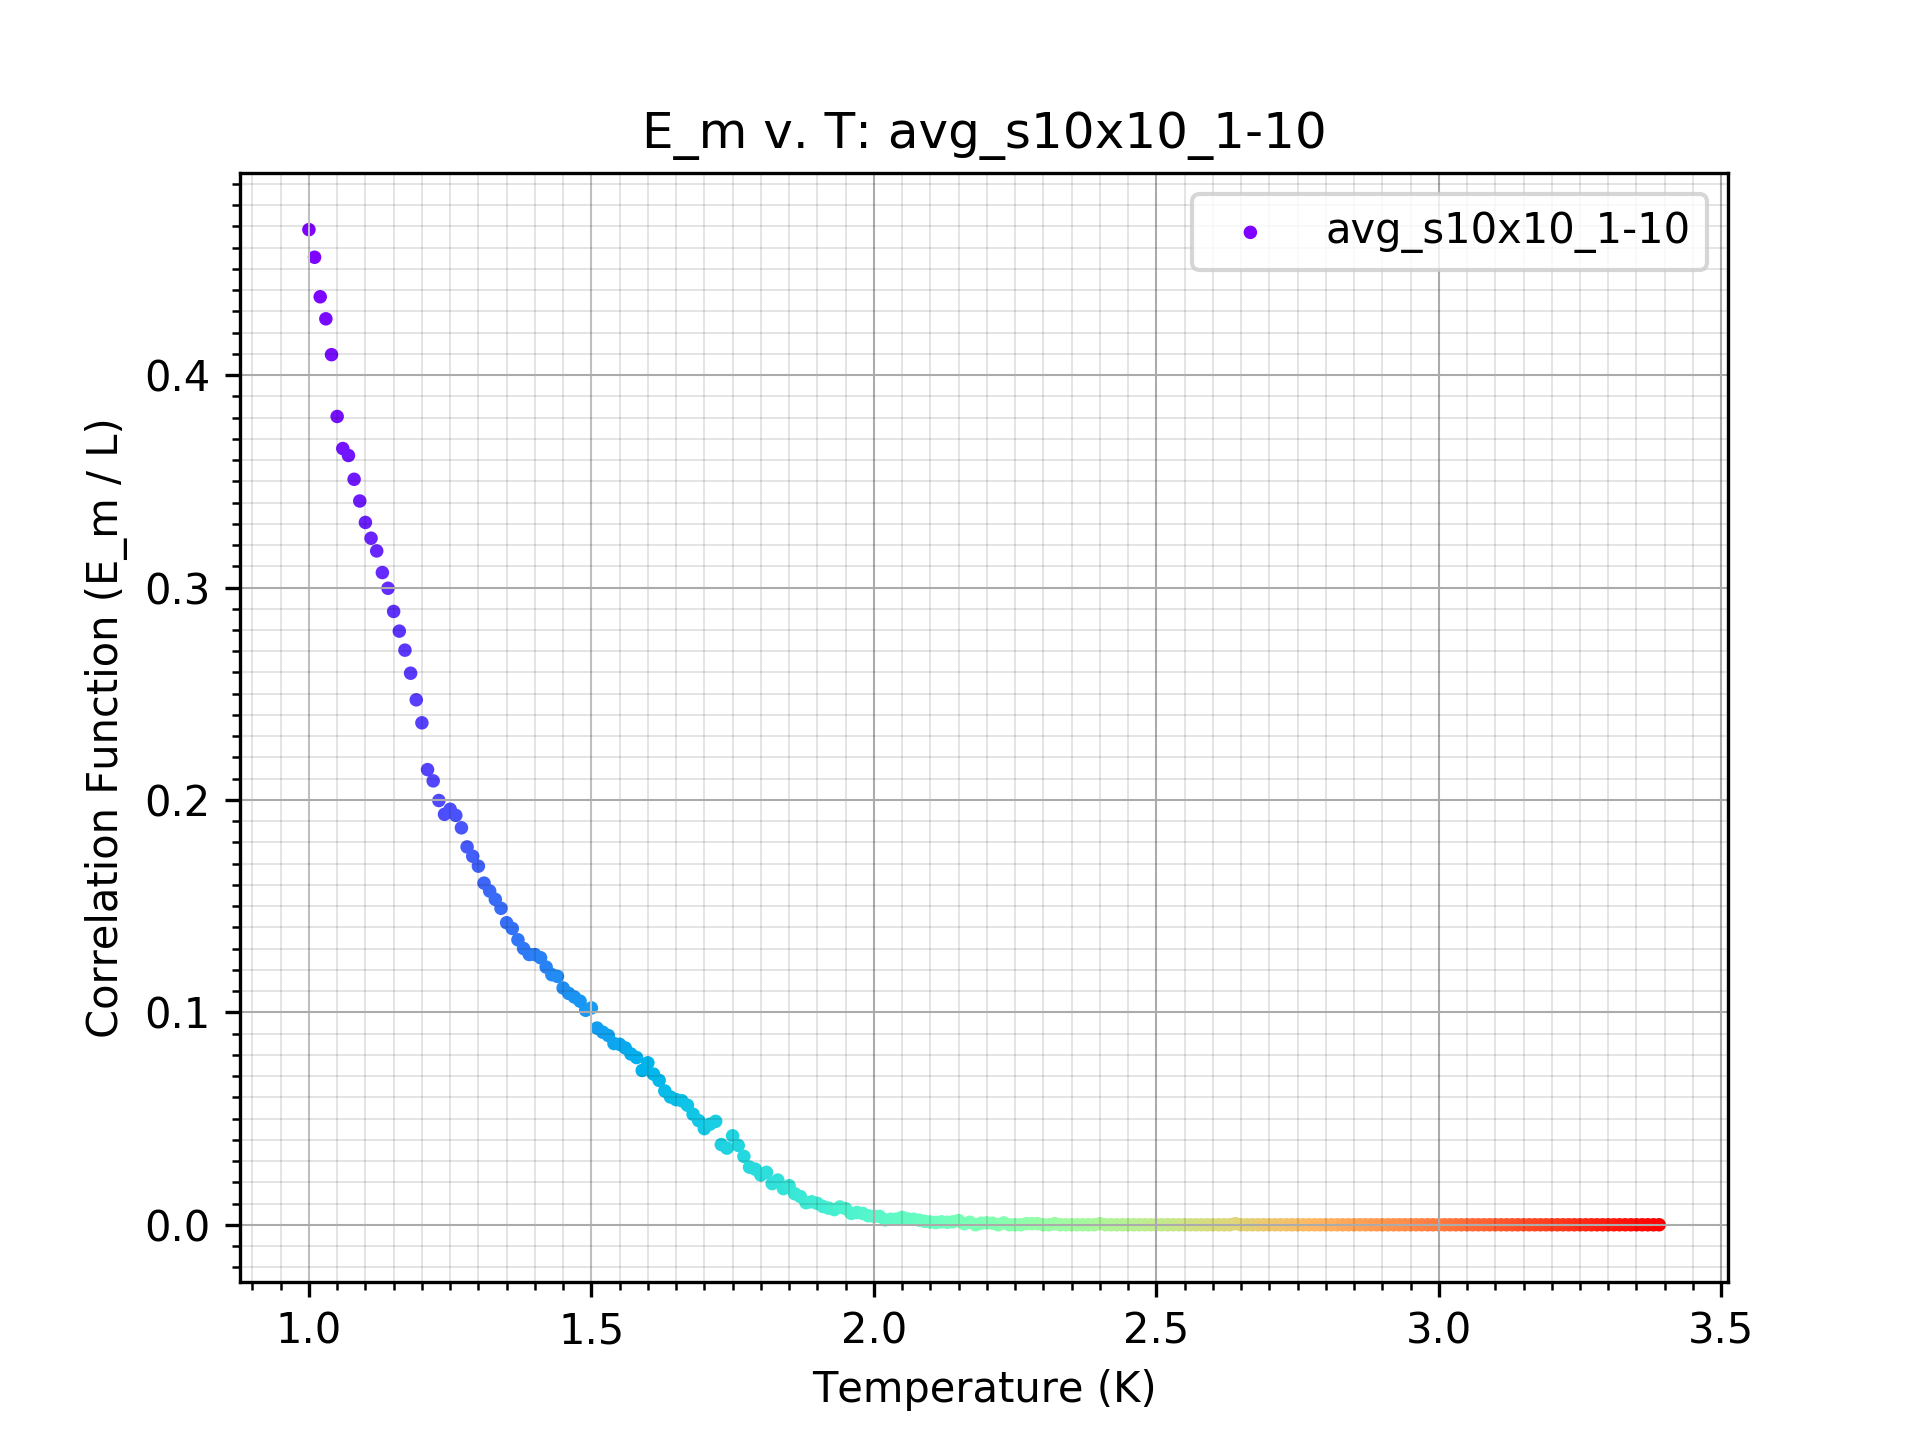 E_m v. T: avg_s10x10_1-10
avg_s10x10_1-10
Correlation Function (E_m / L)
0.4
0.3
0.2
0.1
0.0
1.0 1.5 2.0 2.5 3.0 3.5
Temperature (K)